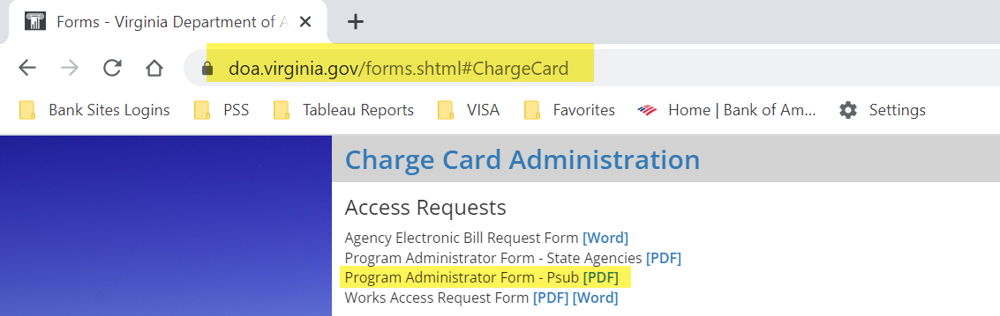 Forms - Virginia Department of A
doa.virginia.gov/forms.shtml#ChargeCard
Bank Sites Logins PSS Tableau Reports VISA Favorites Home | Bank of Am... Settings
Charge Card Administration
Access Requests
Agency Electronic Bill Request Form [Word]
Program Administrator Form - State Agencies [PDF]
Program Administrator Form - Psub [PDF]
Works Access Request Form [PDF] [Word]